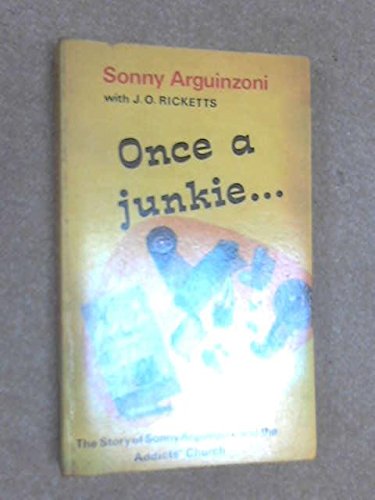 Sonny Arguinzoni
with J. O. RICKETTS
Once a
junkie...
The Story of Sonny Arguinzoni and the
Addicts' Church